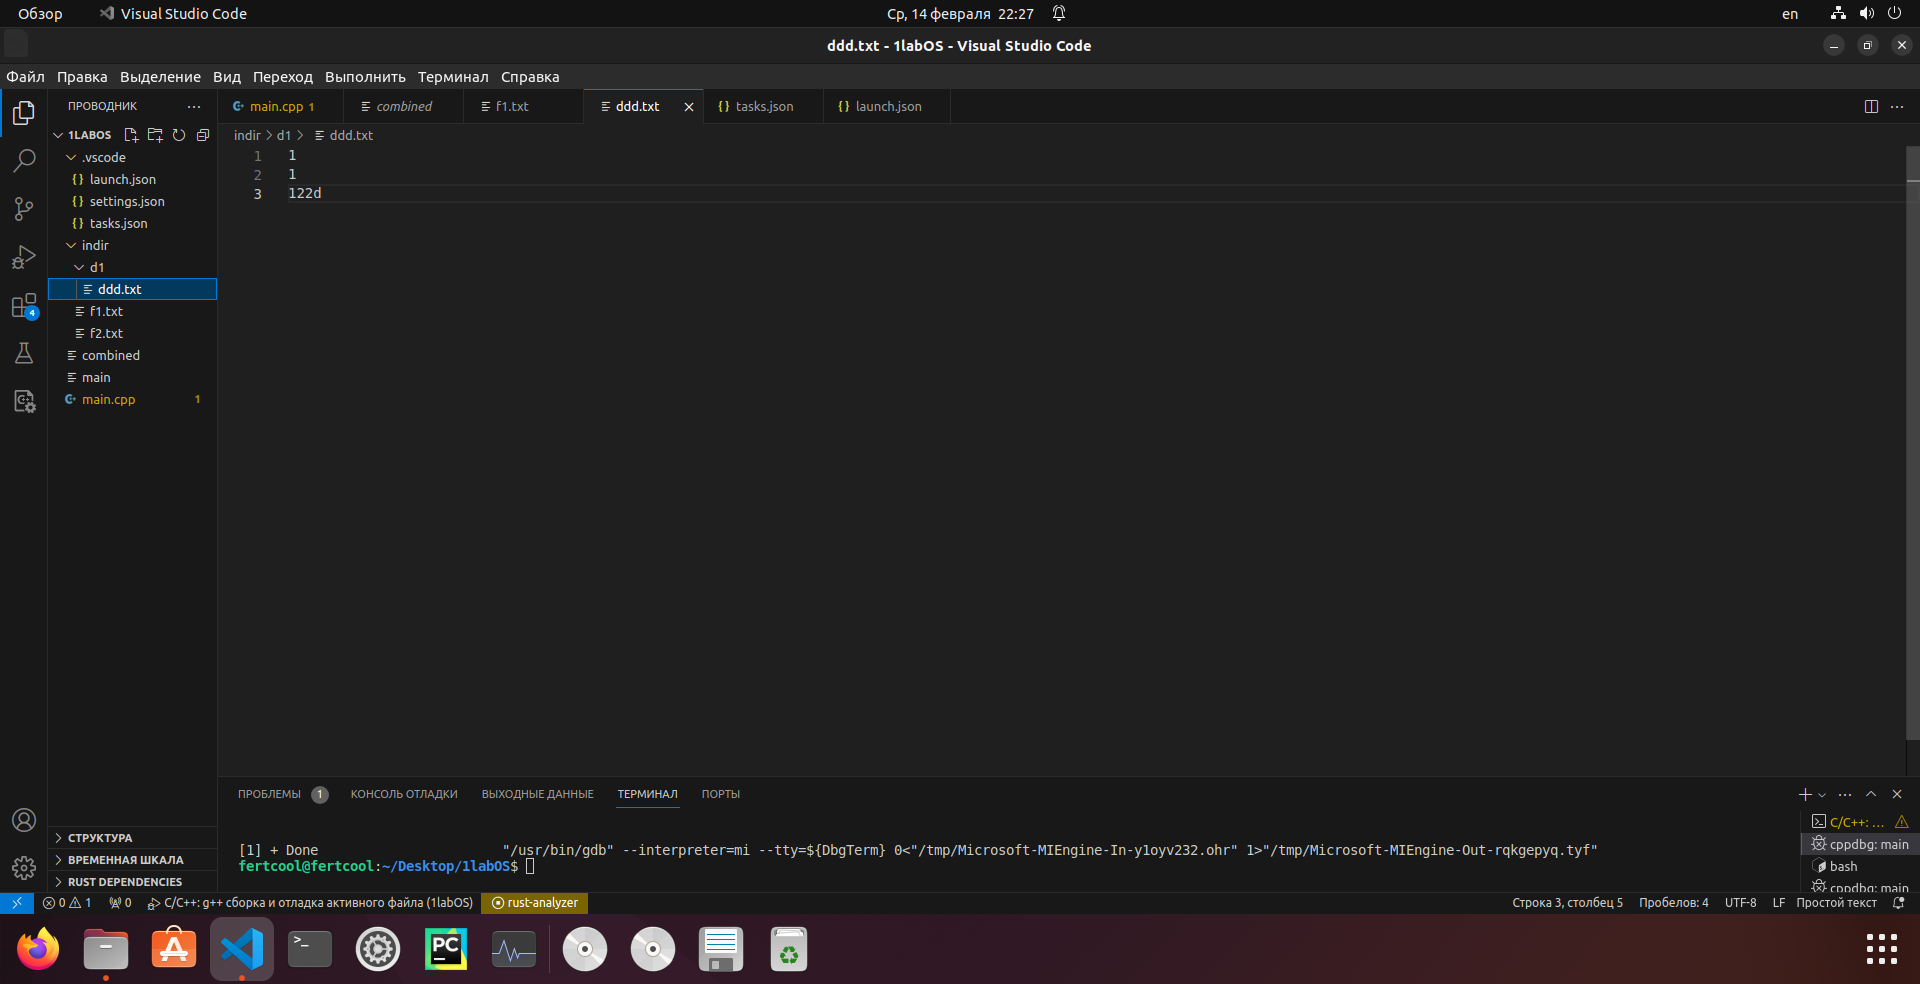 Обзор Visual Studio Code Ср, 14 февраля 22:27 en
ddd.txt - 1labOS - Visual Studio Code
Файл Правка Выделение Вид Переход Выполнить Терминал Справка
ПРОВОДНИК
1LABOS
.vscode
launch.json
settings.json
tasks.json
indir
d1
ddd.txt
f1.txt
f2.txt
combined
main
main.cpp 1
СТРУКТУРА
ВРЕМЕННАЯ ШКАЛА
RUST DEPENDENCIES
4
main.cpp 1 combined f1.txt ddd.txt tasks.json launch.json
indir > d1 > ddd.txt
1 1
2 1
3 122d
ПРОБЛЕМЫ 1 КОНСОЛЬ ОТЛАДКИ ВЫХОДНЫЕ ДАННЫЕ ТЕРМИНАЛ ПОРТЫ
[1] + Done "/usr/bin/gdb" --interpreter=mi --tty=${DbgTerm} 0<"/tmp/Microsoft-MIEngine-In-y1oyv232.ohr" 1>"/tmp/Microsoft-MIEngine-Out-rqkgepyq.tyf"
fertcool@fertcool:~/Desktop/1labOS$
C/C++: ...
cppdbg: main
bash
cppdbg: main
0 1 0 C/C++: g++ сборка и отладка активного файла (1labOS) rust-analyzer Строка 3, столбец 5 Пробелов: 4 UTF-8 LF Простой текст
PC